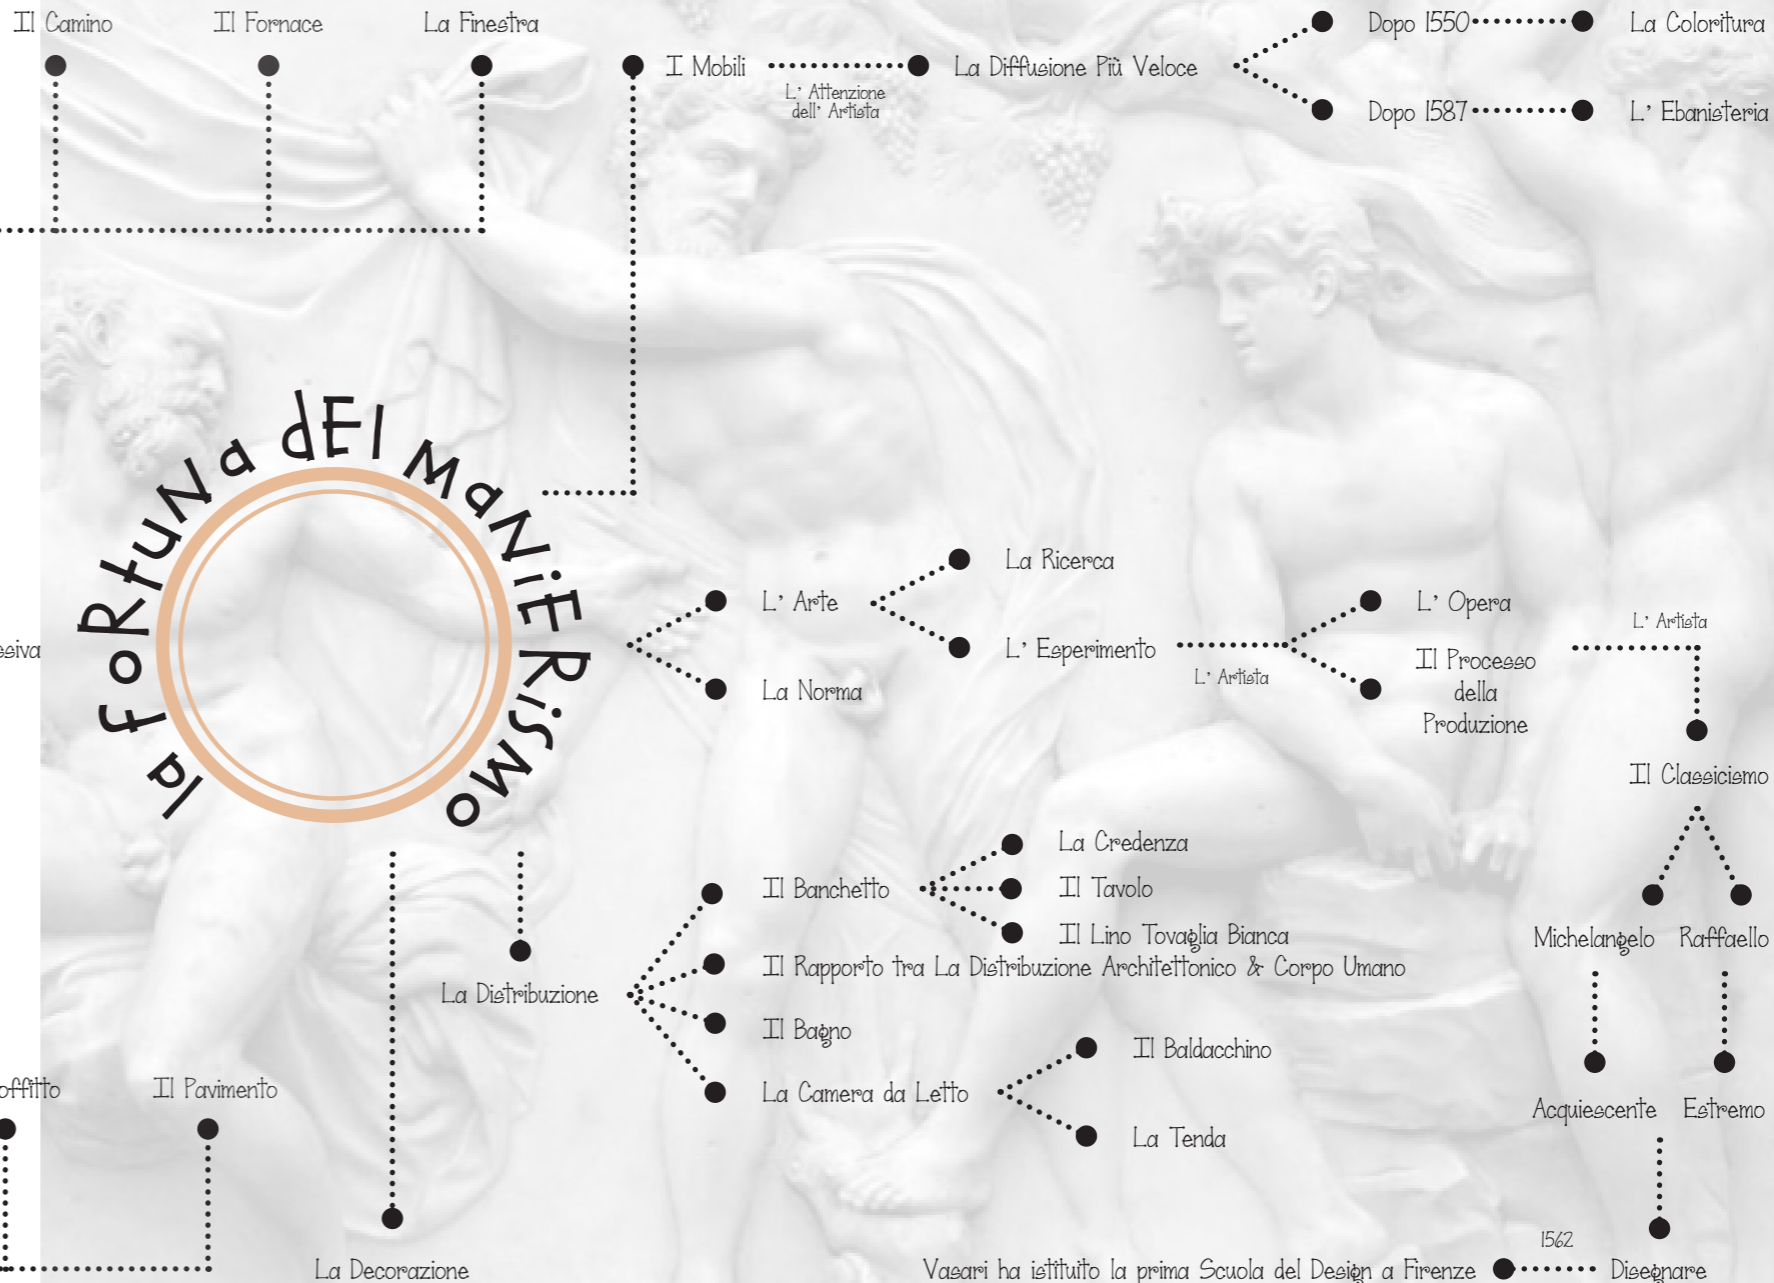 Il Camino
Il Fornace
La Finestra
I Mobili
L' Attenzione
dell' Artista
La Diffusione Più Veloce
Dopo 1550
La Coloritura
Dopo 1587
L' Ebanisteria
la foRtuNa dEl MaNiERiSMo
ssiva
L' Arte
La Norma
La Ricerca
L' Esperimento
L' Artista
L' Opera
Il Processo
della
Produzione
L' Artista
Il Classicismo
Michelangelo
Raffaello
Acquiescente
Estremo
Disegnare
1562
Vasari ha istituito la prima Scuola del Design a Firenze
La Distribuzione
Il Banchetto
La Credenza
Il Tavolo
Il Lino Tovaglia Bianca
Il Rapporto tra La Distribuzione Architettonico & Corpo Umano
Il Bagno
La Camera da Letto
Il Baldacchino
La Tenda
offitto
Il Pavimento
La Decorazione